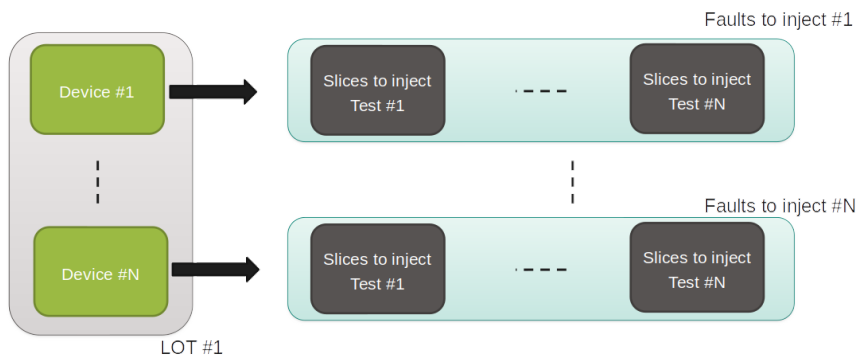 Faults to inject #1
Device #1
Slices to inject
Test #1
Slices to inject
Test #N
Faults to inject #N
Device #N
Slices to inject
Test #1
Slices to inject
Test #N
LOT #1